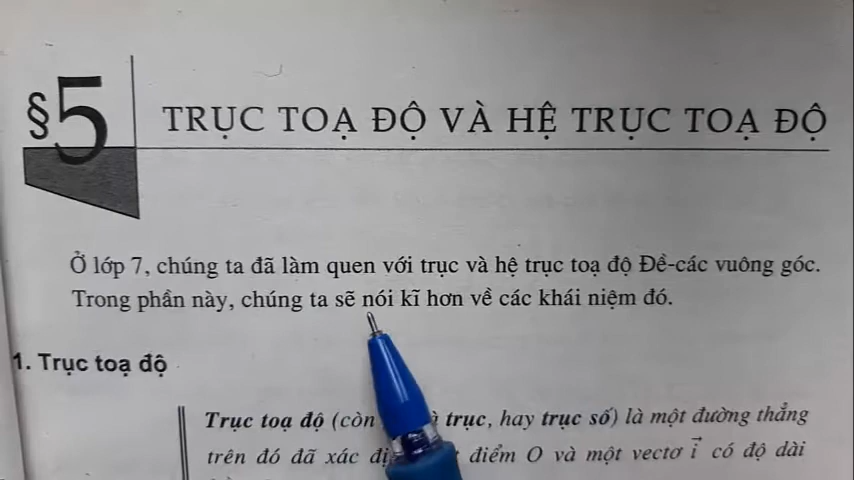 §5 TRỤC TOẠ ĐỘ VÀ HỆ TRỤC TOẠ ĐỘ
Ở lớp 7, chúng ta đã làm quen với trục và hệ trục toạ độ Đề-các vuông góc.
Trong phần này, chúng ta sẽ nói kĩ hơn về các khái niệm đó.
1. Trục toạ độ
Trục toạ độ (còn trục, hay trục số) là một đường thẳng
trên đó đã xác điểm O và một vectơ i⃗ có độ dài